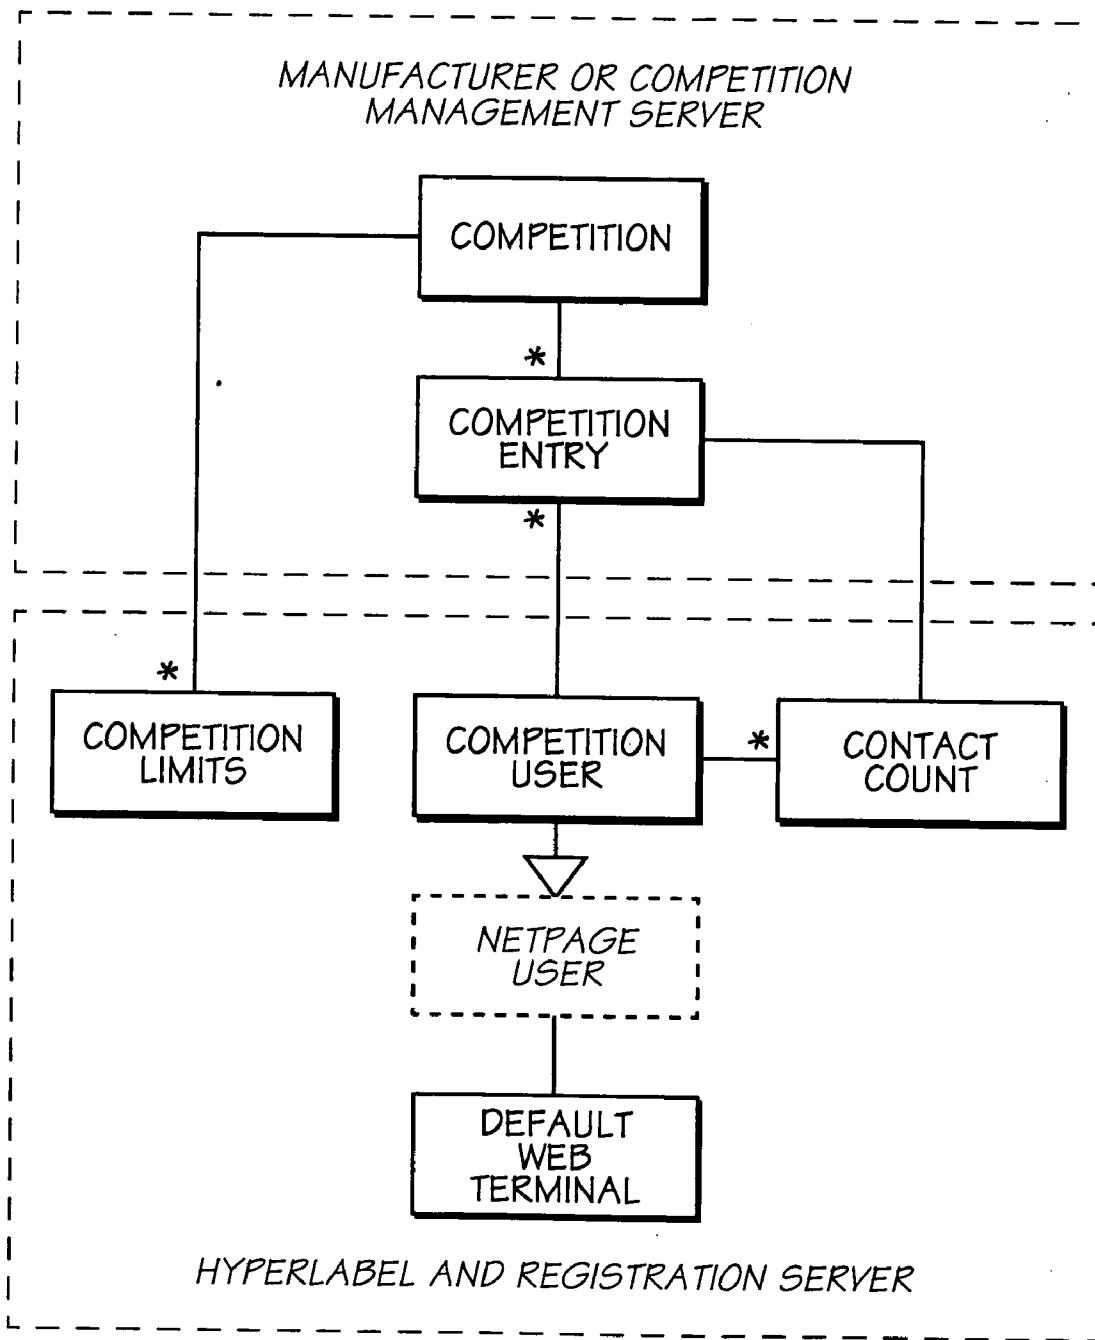 MANUFACTURER OR COMPETITION
MANAGEMENT SERVER
COMPETITION
*
COMPETITION
ENTRY
*
*
COMPETITION
LIMITS
COMPETITION
USER
*
CONTACT
COUNT
NETPAGE
USER
DEFAULT
WEB
TERMINAL
HYPERLABEL AND REGISTRATION SERVER